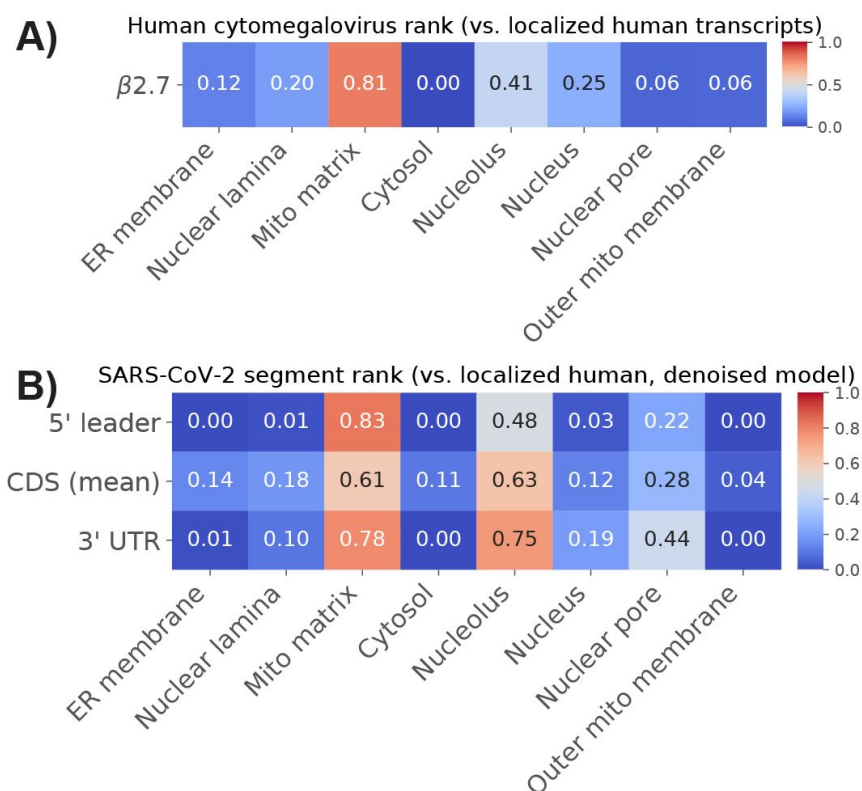 A)
Human cytomegalovirus rank (vs. localized human transcripts)
β2.7
0.12 0.20 0.81 0.00 0.41 0.25 0.06 0.06
1.0
0.5
0.0
ER membrane
Nuclear lamina
Mito matrix
Cytosol
Nucleolus
Nucleus
Nuclear pore
Outer mito membrane
B)
SARS-CoV-2 segment rank (vs. localized human, denoised model)
5' leader 0.00 0.01 0.83 0.00 0.48 0.03 0.22 0.00
CDS (mean) 0.14 0.18 0.61 0.11 0.63 0.12 0.28 0.04
3' UTR 0.01 0.10 0.78 0.00 0.75 0.19 0.44 0.00
1.0
0.8
0.6
0.4
0.2
0.0
ER membrane
Nuclear lamina
Mito matrix
Cytosol
Nucleolus
Nucleus
Nuclear pore
Outer mito membrane